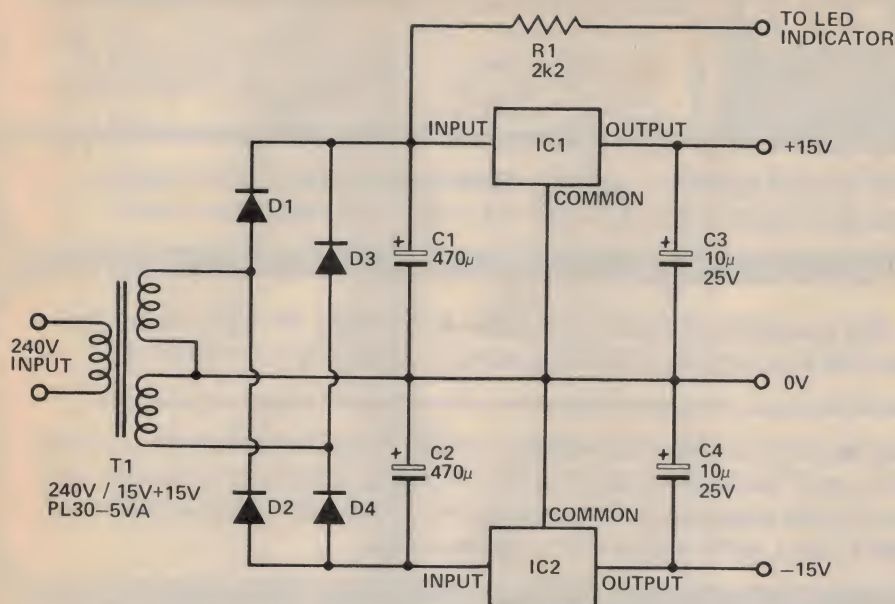 TO LED
INDICATOR
R1
2k2
INPUT
IC1
OUTPUT
+15V
COMMON
D1
D3
+
C1
470μ
+
C3
10μ
25V
240V
INPUT
0V
T1
240V / 15V+15V
PL30–5VA
D2
D4
+
C2
470μ
+
C4
10μ
25V
COMMON
INPUT
IC2
OUTPUT
–15V